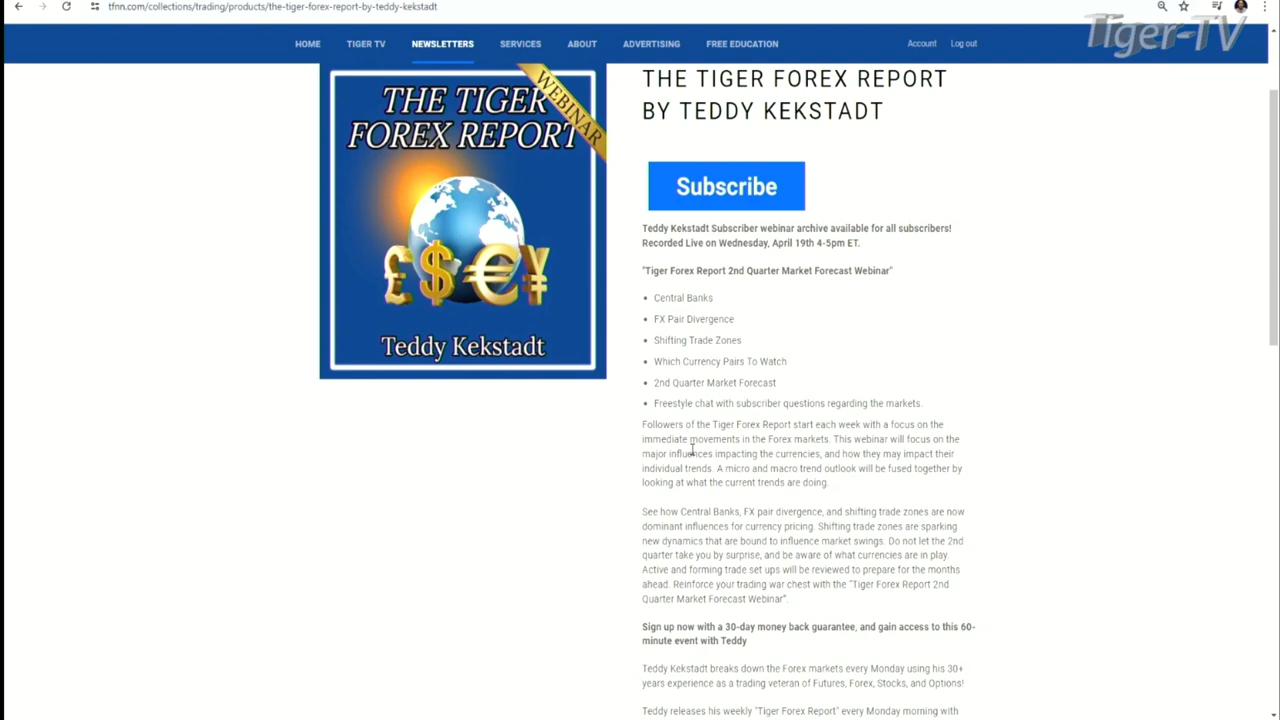 tfnn.com/collections/trading/products/the-tiger-forex-report-by-teddy-kekstadt
Tiger-TV
HOME TIGER TV NEWSLETTERS SERVICES ABOUT ADVERTISING FREE EDUCATION Account Log out
THE TIGER
FOREX REPORT
WEBINAR
£$€¥
Teddy Kekstadt
THE TIGER FOREX REPORT
BY TEDDY KEKSTADT
Subscribe
Teddy Kekstadt Subscriber webinar archive available for all subscribers!
Recorded Live on Wednesday, April 19th 4-5pm ET.
"Tiger Forex Report 2nd Quarter Market Forecast Webinar"
• Central Banks
• FX Pair Divergence
• Shifting Trade Zones
• Which Currency Pairs To Watch
• 2nd Quarter Market Forecast
• Freestyle chat with subscriber questions regarding the markets.
Followers of the Tiger Forex Report start each week with a focus on the
immediate movements in the Forex markets. This webinar will focus on the
major influences impacting the currencies, and how they may impact their
individual trends. A micro and macro trend outlook will be fused together by
looking at what the current trends are doing.
See how Central Banks, FX pair divergence, and shifting trade zones are now
dominant influences for currency pricing. Shifting trade zones are sparking
new dynamics that are bound to influence market swings. Do not let the 2nd
quarter take you by surprise, and be aware of what currencies are in play.
Active and forming trade set ups will be reviewed to prepare for the months
ahead. Reinforce your trading war chest with the "Tiger Forex Report 2nd
Quarter Market Forecast Webinar".
Sign up now with a 30-day money back guarantee, and gain access to this 60-
minute event with Teddy
Teddy Kekstadt breaks down the Forex markets every Monday using his 30+
years experience as a trading veteran of Futures, Forex, Stocks, and Options!
Teddy releases his weekly "Tiger Forex Report" every Monday morning with